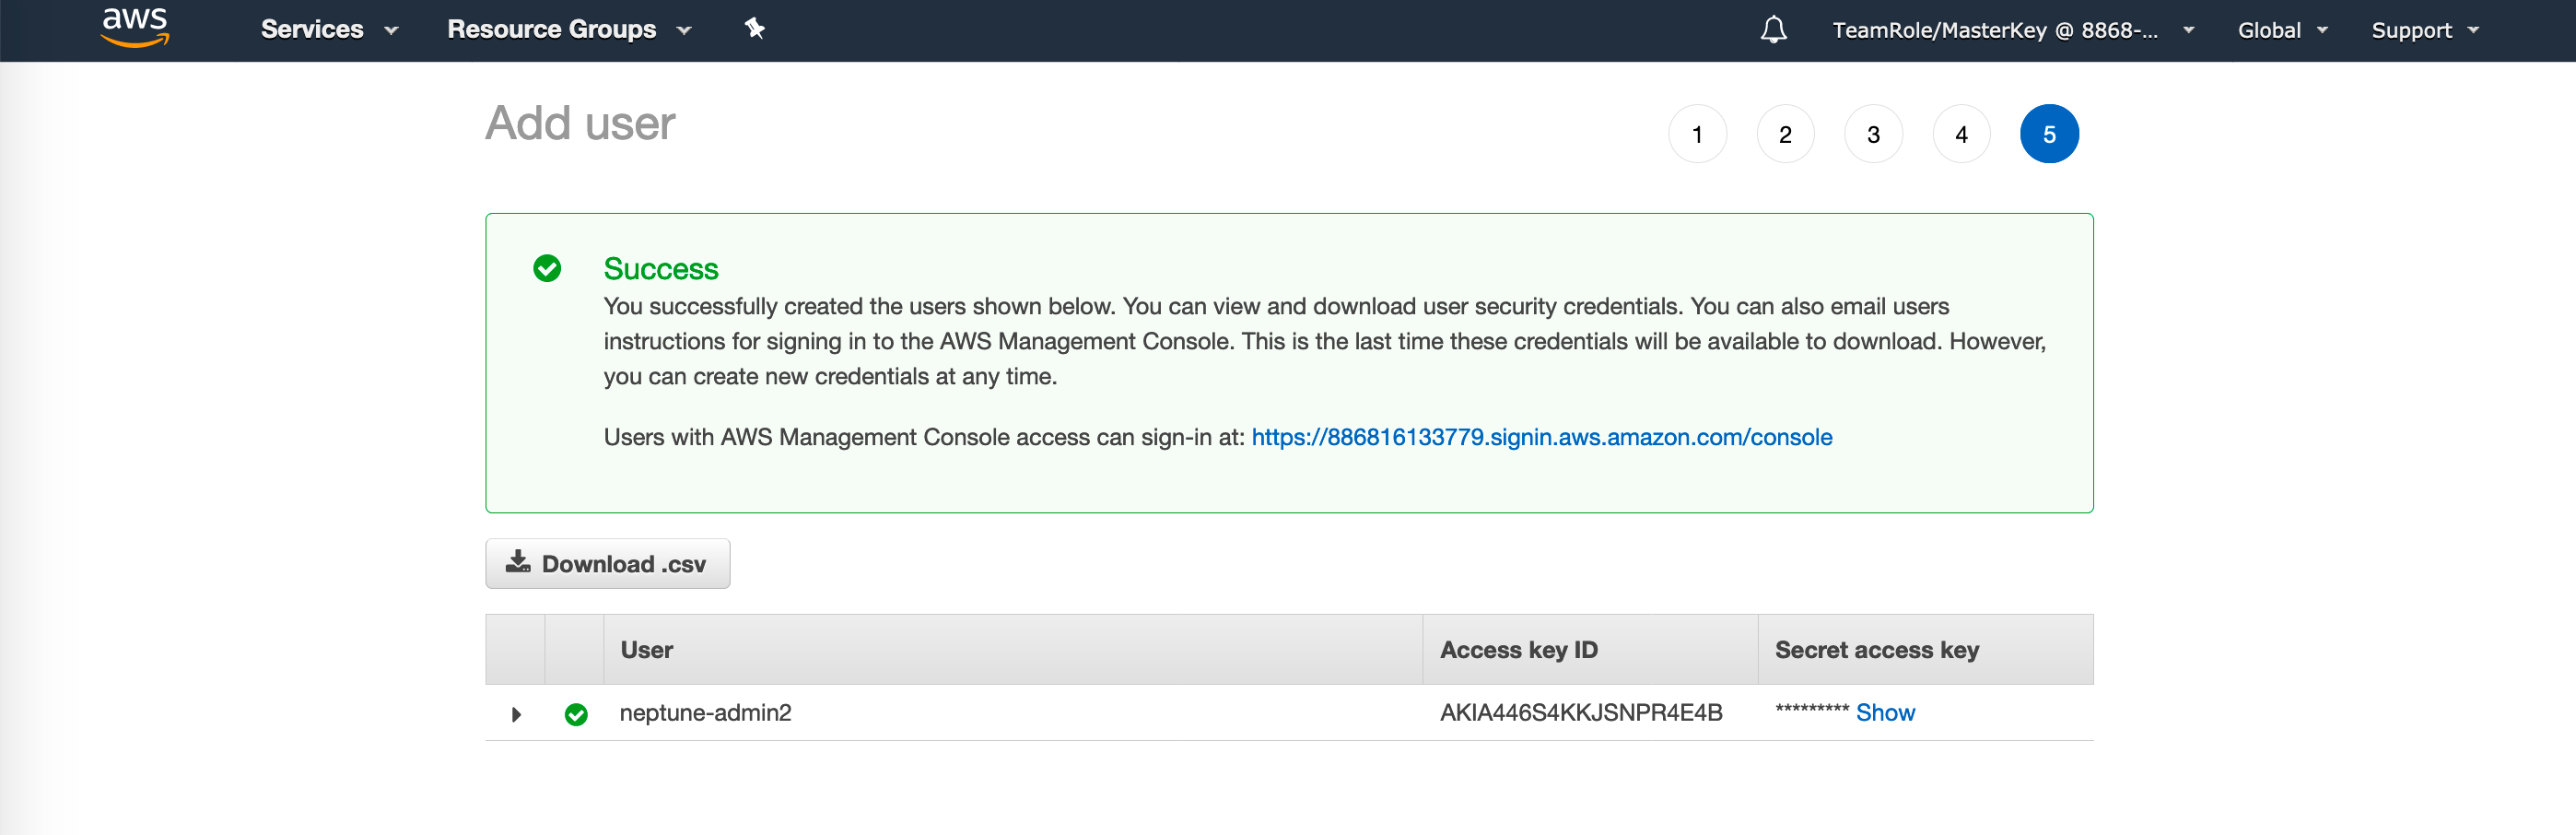 aws Services Resource Groups TeamRole/MasterKey @ 8868-... Global Support
Add user 1 2 3 4 5
Success
You successfully created the users shown below. You can view and download user security credentials. You can also email users
instructions for signing in to the AWS Management Console. This is the last time these credentials will be available to download. However,
you can create new credentials at any time.
Users with AWS Management Console access can sign-in at: https://886816133779.signin.aws.amazon.com/console
Download .csv
User Access key ID Secret access key
neptune-admin2 AKIA446S4KKJSNPR4E4B ********* Show